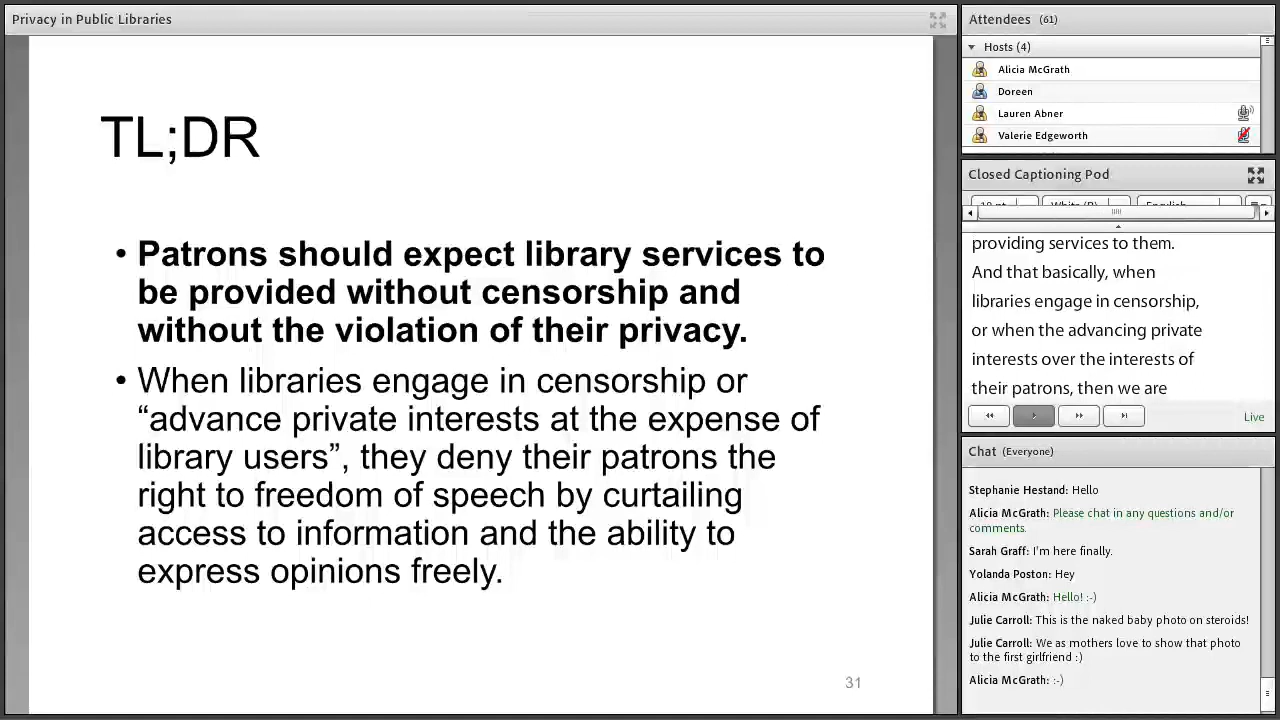 Privacy in Public Libraries
TL;DR
• Patrons should expect library services to
be provided without censorship and
without the violation of their privacy.
• When libraries engage in censorship or
“advance private interests at the expense of
library users”, they deny their patrons the
right to freedom of speech by curtailing
access to information and the ability to
express opinions freely.
31
Attendees (61)
Hosts (4)
Alicia McGrath
Doreen
Lauren Abner
Valerie Edgeworth
Closed Captioning Pod
providing services to them.
And that basically, when
libraries engage in censorship,
or when the advancing private
interests over the interests of
their patrons, then we are
Live
Chat (Everyone)
Stephanie Hestand: Hello
Alicia McGrath: Please chat in any questions and/or
comments.
Sarah Graff: I'm here finally.
Yolanda Poston: Hey
Alicia McGrath: Hello! :-)
Julie Carroll: This is the naked baby photo on steroids!
Julie Carroll: We as mothers love to show that photo
to the first girlfriend :)
Alicia McGrath: :-)